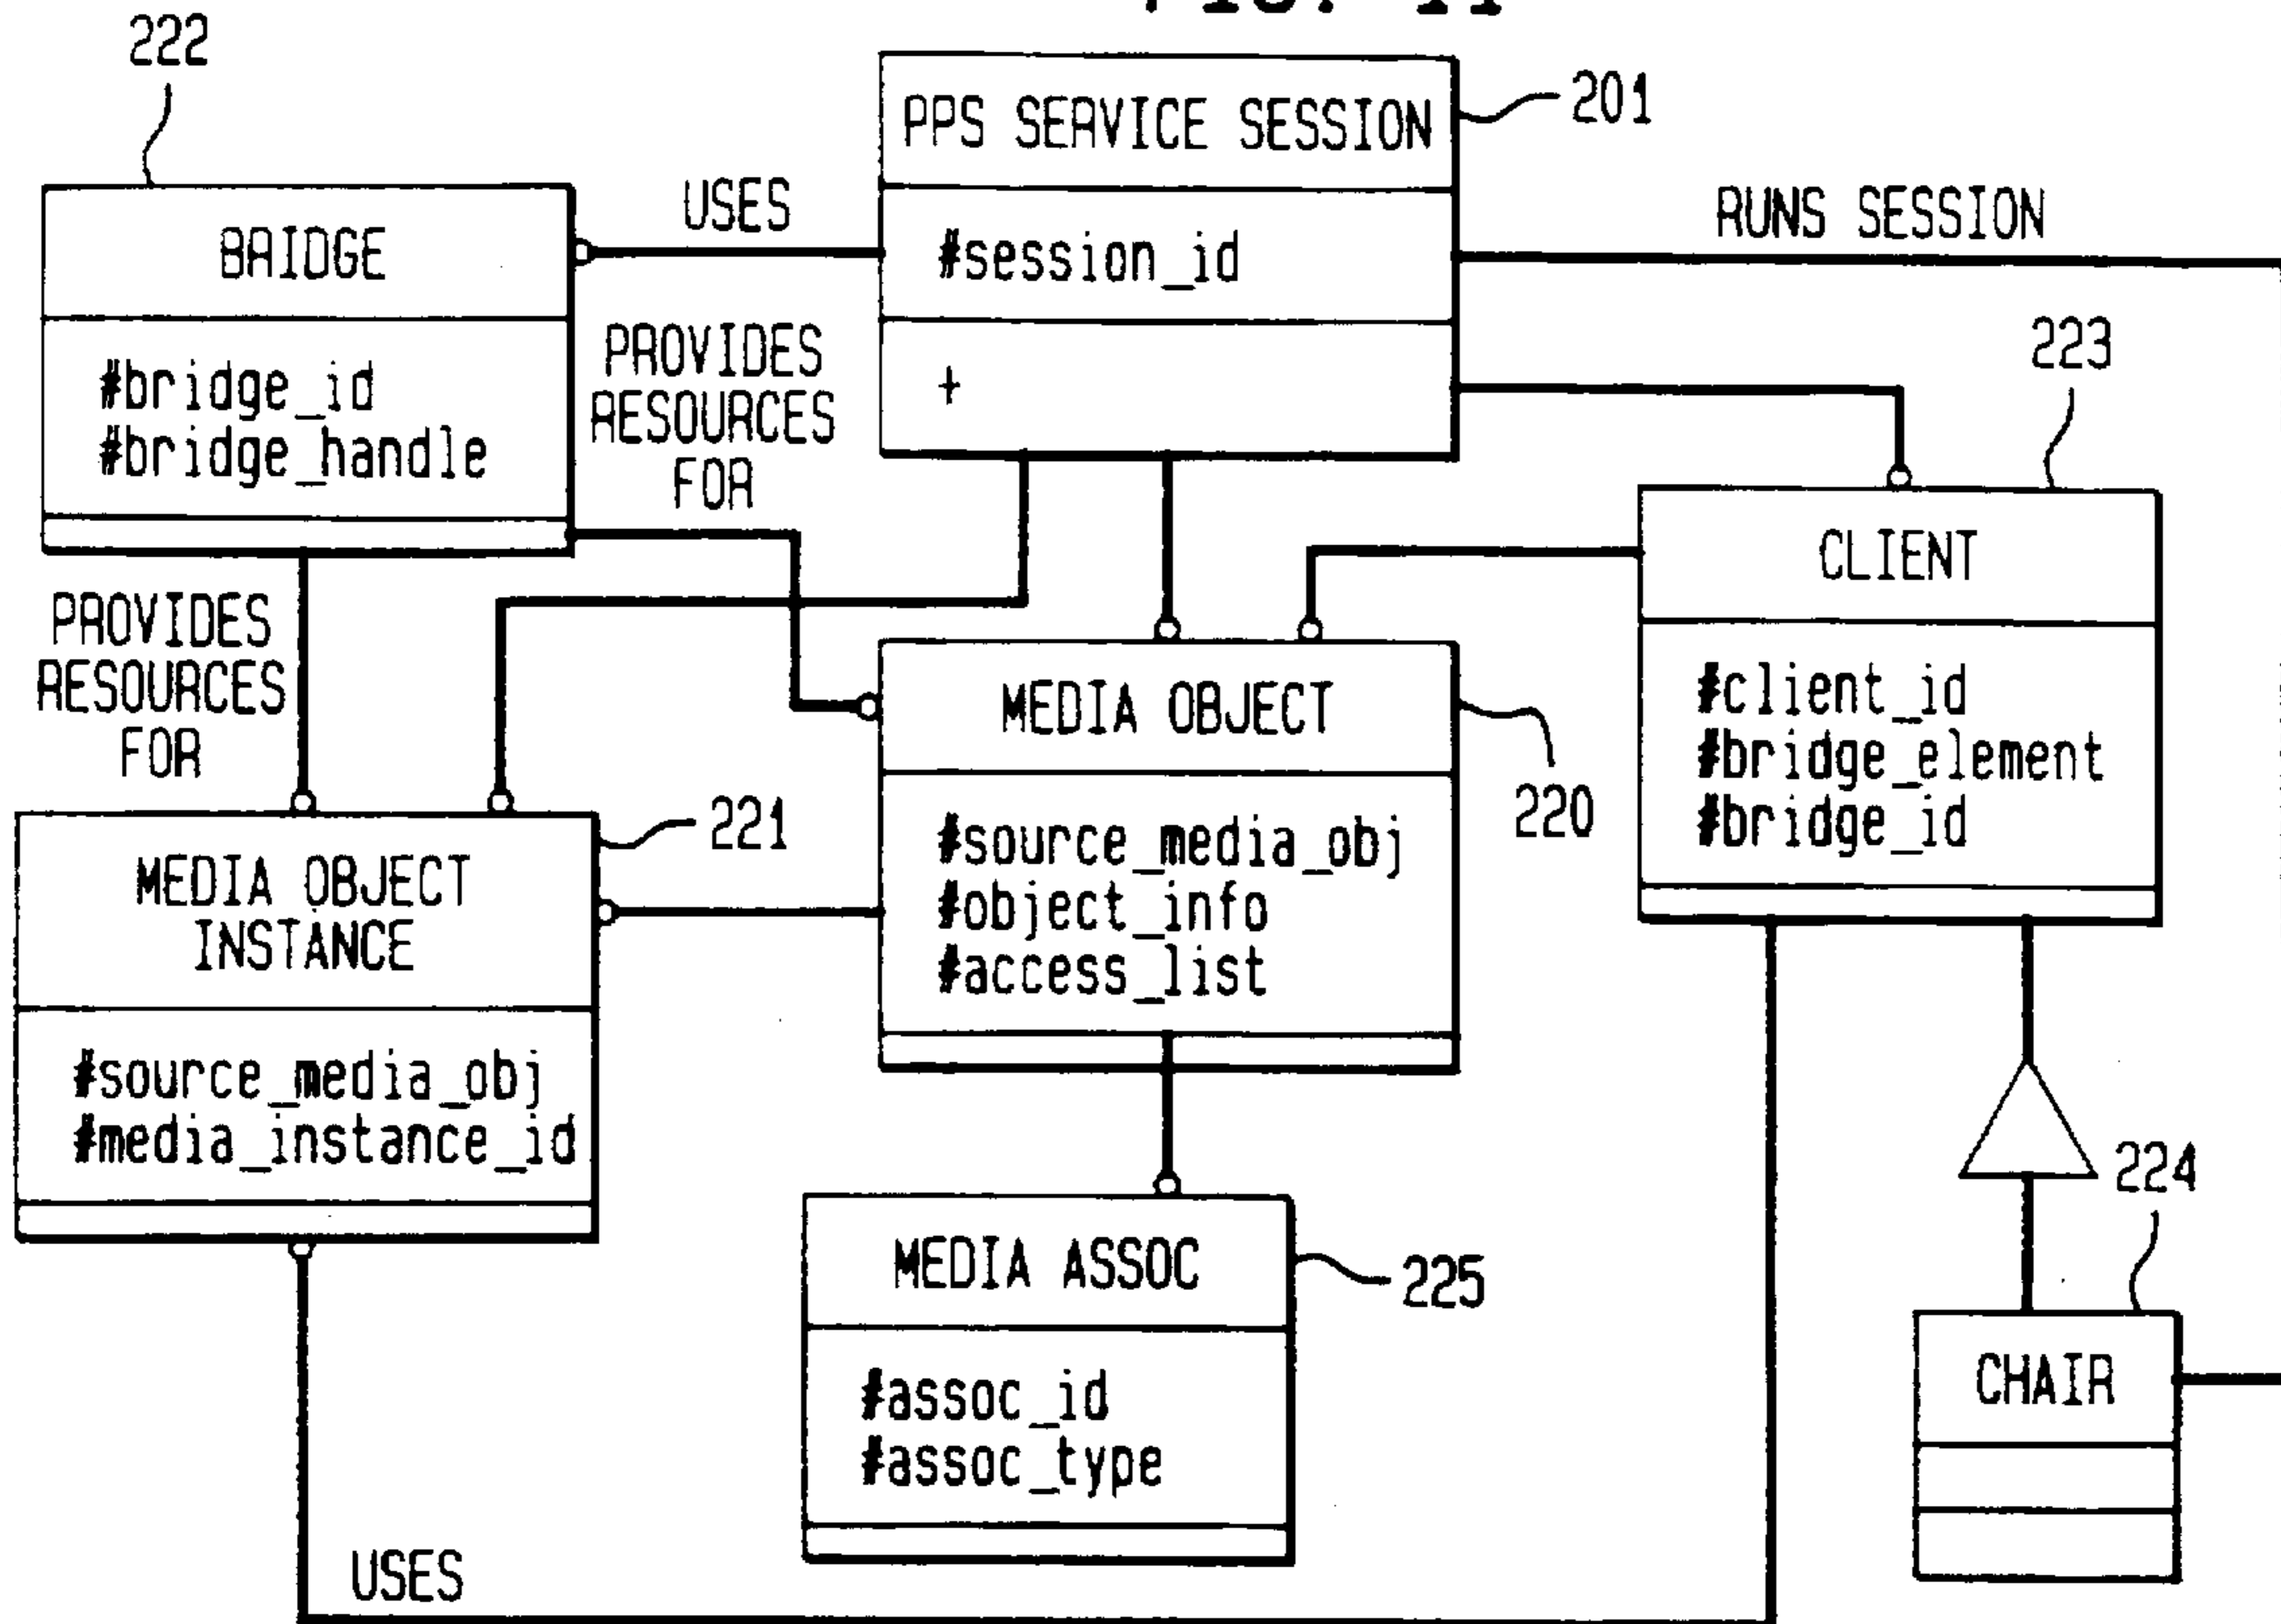 222
PPS SERVICE SESSION
201
#session_id
+
USES
RUNS SESSION
BRIDGE
#bridge_id
#bridge_handle
PROVIDES
RESOURCES
FOR
223
CLIENT
#client_id
#bridge_element
#bridge_id
PROVIDES
RESOURCES
FOR
MEDIA OBJECT
220
#source_media_obj
#object_info
#access_list
221
MEDIA OBJECT
INSTANCE
#source_media_obj
#media_instance_id
MEDIA ASSOC
225
#assoc_id
#assoc_type
224
CHAIR
USES